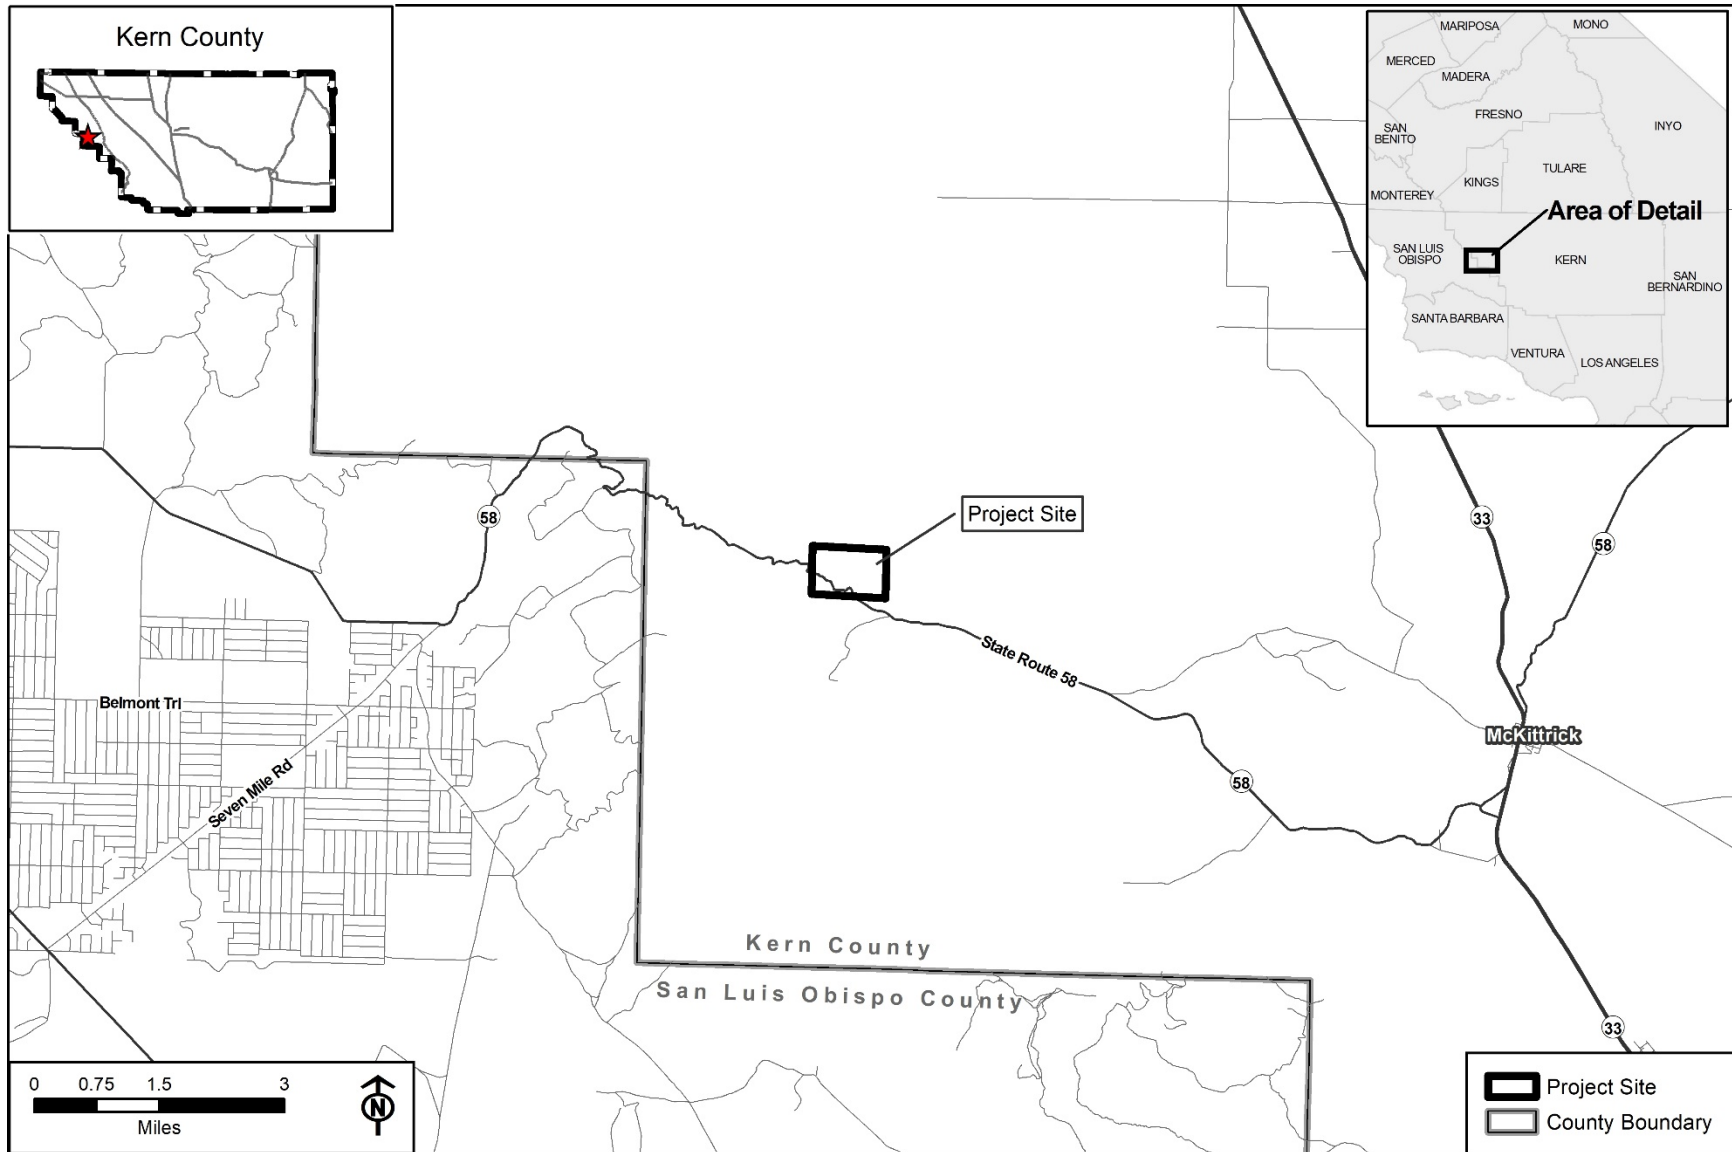 Kern County
MARIPOSA
MONO
MERCED
MADERA
FRESNO
SAN
BENITO
INYO
TULARE
KINGS
MONTEREY
Area of Detail
SAN LUIS
OBISPO
KERN
SAN
BERNARDINO
SANTA BARBARA
VENTURA
LOS ANGELES
58
Project Site
33
58
State Route 58
Belmont Trl
McKittrick
Seven Mile Rd
58
Kern County
San Luis Obispo County
33
0 0.75 1.5 3
Miles
N
Project Site
County Boundary